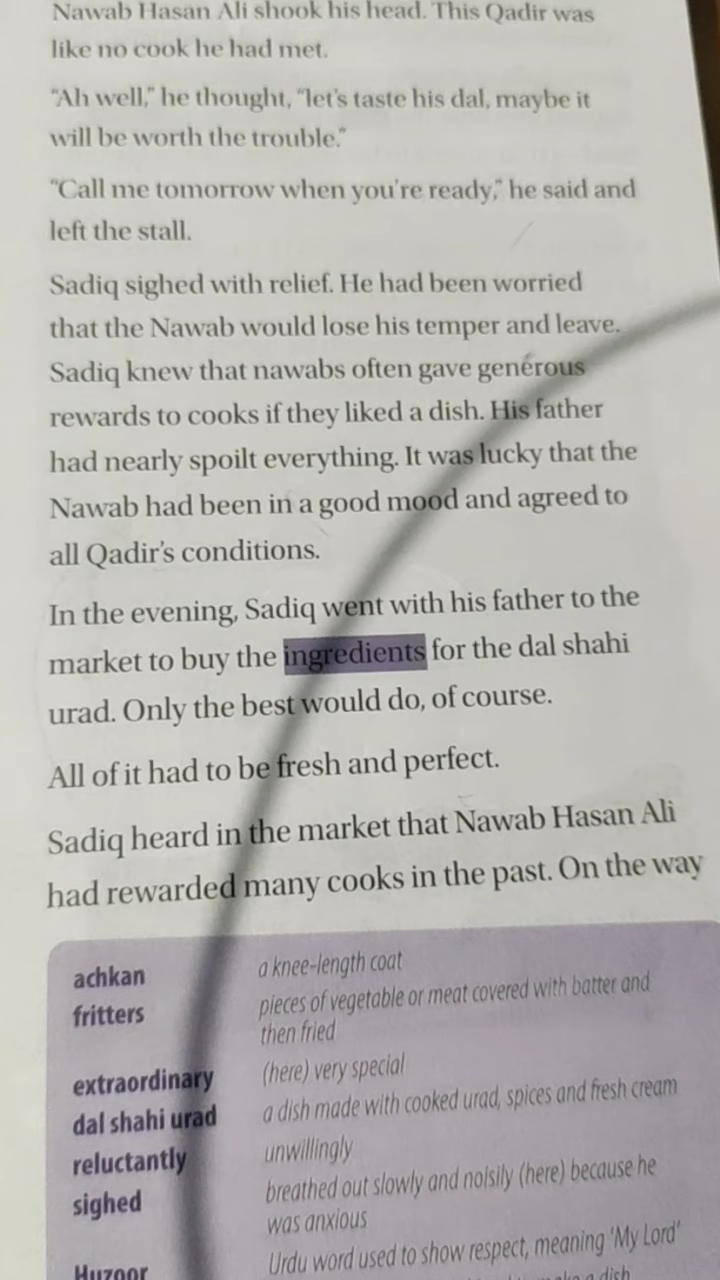 Nawab Hasan Ali shook his head. This Qadir was
like no cook he had met.
"Ah well," he thought, "let's taste his dal, maybe it
will be worth the trouble."
"Call me tomorrow when you're ready," he said and
left the stall.
Sadiq sighed with relief. He had been worried
that the Nawab would lose his temper and leave.
Sadiq knew that nawabs often gave generous
rewards to cooks if they liked a dish. His father
had nearly spoilt everything. It was lucky that the
Nawab had been in a good mood and agreed to
all Qadir's conditions.
In the evening, Sadiq went with his father to the
market to buy the ingredients for the dal shahi
urad. Only the best would do, of course.
All of it had to be fresh and perfect.
Sadiq heard in the market that Nawab Hasan Ali
had rewarded many cooks in the past. On the way
achkan a knee-length coat
fritters pieces of vegetable or meat covered with batter and
then fried
extraordinary (here) very special
dal shahi urad a dish made with cooked urad, spices and fresh cream
reluctantly unwillingly
sighed breathed out slowly and noisily (here) because he
was anxious
Huzoor Urdu word used to show respect, meaning 'My Lord'
a dish